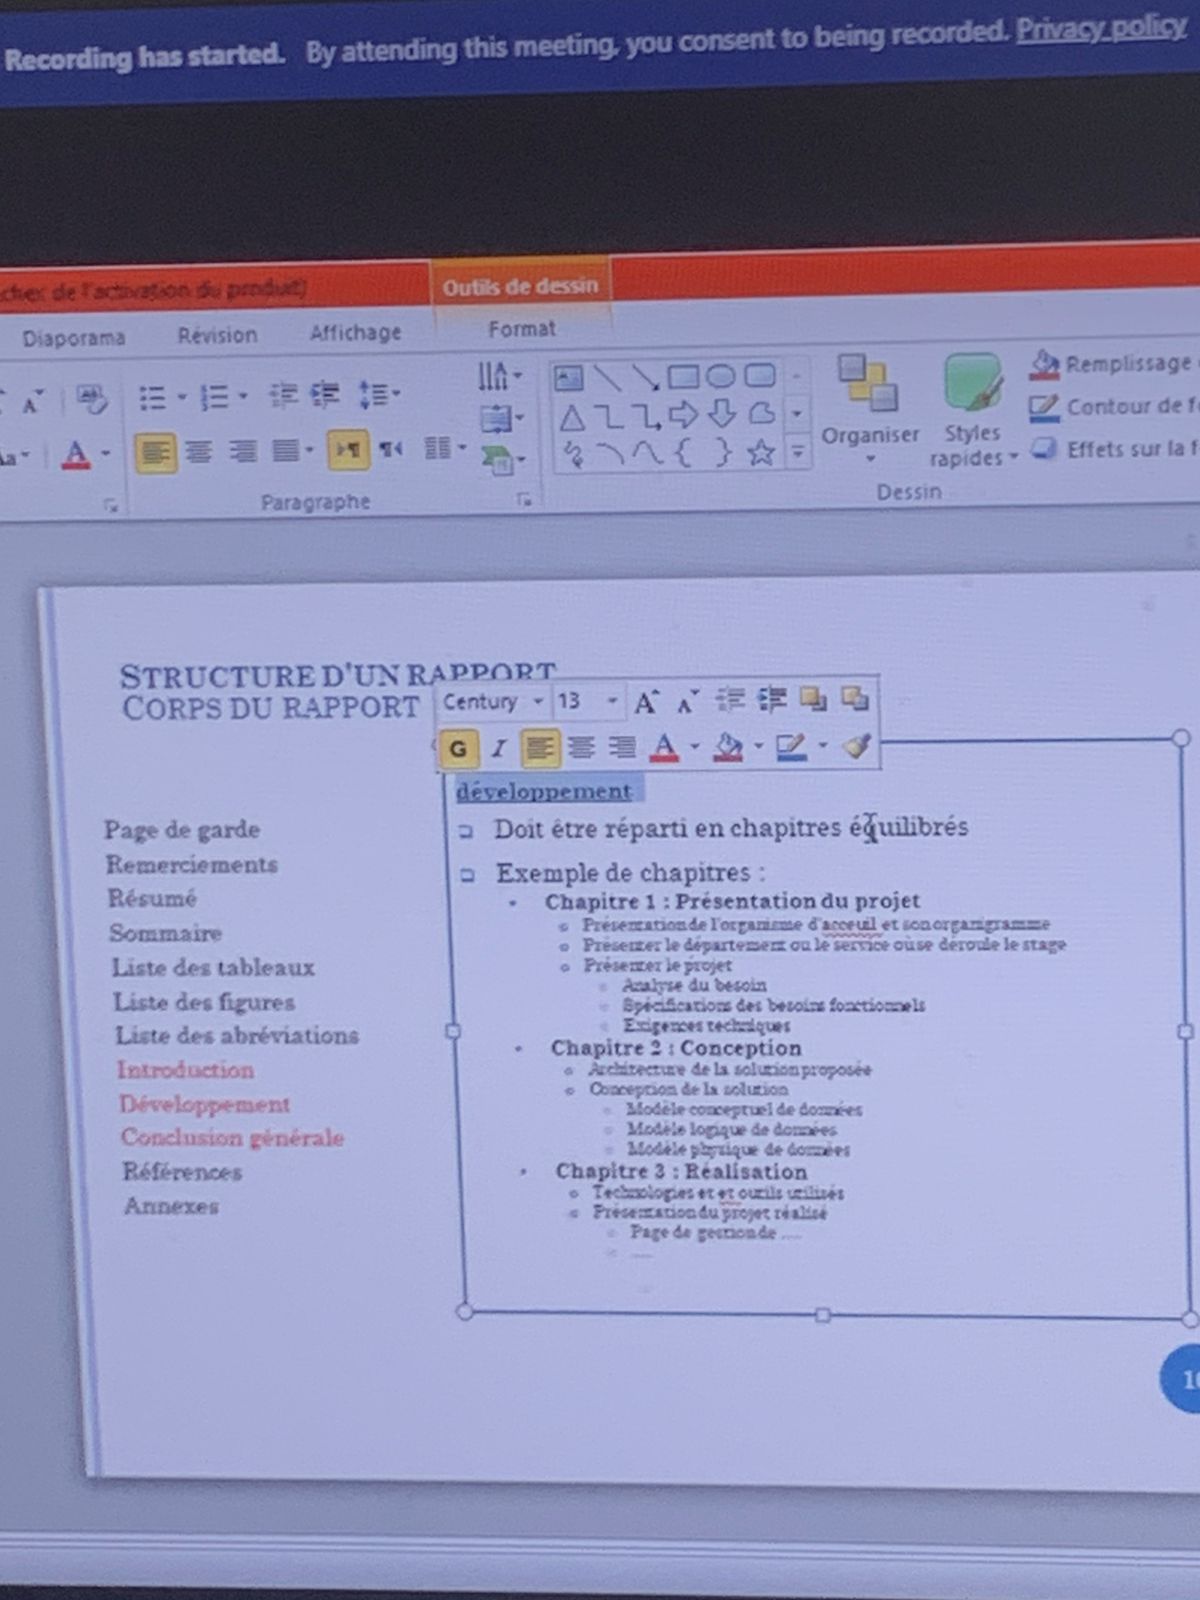 Recording has started. By attending this meeting, you consent to being recorded. Privacy policy
de l'activation du produit)
Outils de dessin
Diaporama Révision Affichage Format
Remplissage
Organiser Styles rapides
Contour de f
Effets sur la f
Paragraphe
Dessin
STRUCTURE D'UN RAPPORT
CORPS DU RAPPORT
Century 13
G I
développement
Page de garde
Remerciements
Résumé
Sommaire
Liste des tableaux
Liste des figures
Liste des abréviations
Introduction
Développement
Conclusion générale
Références
Annexes
Doit être réparti en chapitres équilibrés
Exemple de chapitres :
Chapitre 1 : Présentation du projet
Présentation de l'organisme d'acceuil et son organigramme
Présenter le département ou le service où se déroule le stage
Présenter le projet
Analyse du besoin
Spécifications des besoins fonctionnels
Exigences techniques
Chapitre 2 : Conception
Architecture de la solution proposée
Conception de la solution
Modèle conceptuel de données
Modèle logique de données
Modèle physique de données
Chapitre 3 : Réalisation
Technologies et et outils utilisés
Présentation du projet réalisé
Page de gestion de ....
....